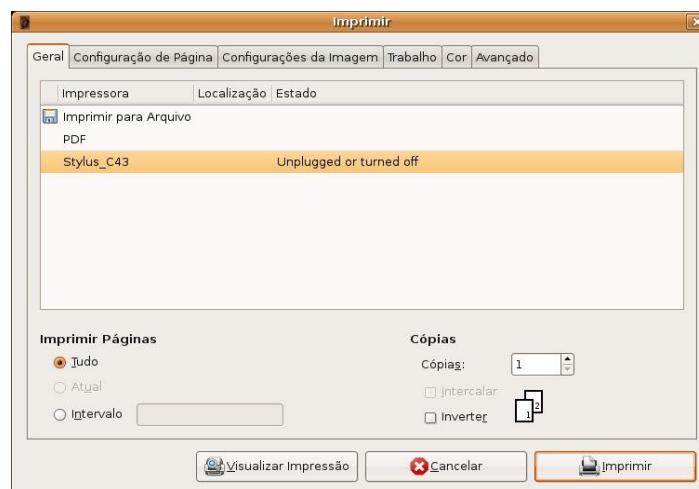 Imprimir
Geral Configuração de Página Configurações da Imagem Trabalho Cor Avançado
Impressora Localização Estado
Imprimir para Arquivo
PDF
Stylus_C43 Unplugged or turned off
Imprimir Páginas Cópias
Tudo Cópias: 1
Atual Intercalar
Intervalo Inverter 1 2
Visualizar Impressão Cancelar Imprimir